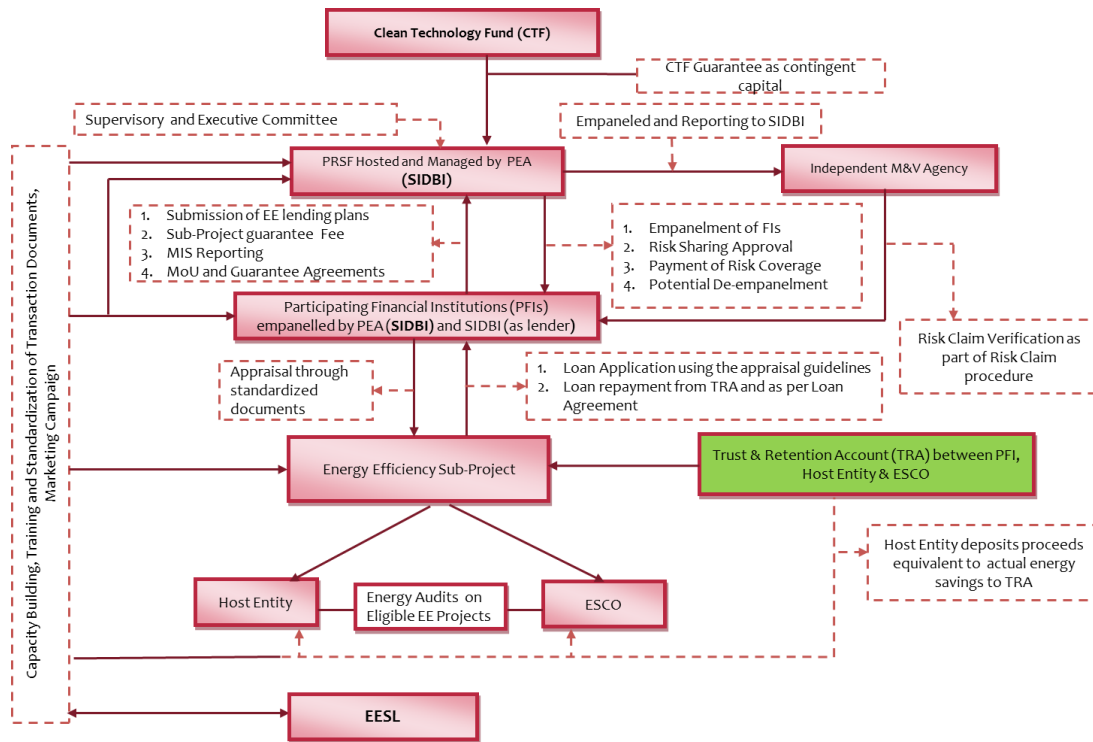 Clean Technology Fund (CTF)
CTF Guarantee as contingent
capital
Supervisory and Executive Committee
Empaneled and Reporting to SIDBI
PRSF Hosted and Managed by PEA
(SIDBI)
Independent M&V Agency
1. Submission of EE lending plans
2. Sub-Project guarantee Fee
3. MIS Reporting
4. MoU and Guarantee Agreements
1. Empanelment of FIs
2. Risk Sharing Approval
3. Payment of Risk Coverage
4. Potential De-empanelment
Participating Financial Institutions (PFIs)
empanelled by PEA (SIDBI) and SIDBI (as lender)
Risk Claim Verification as
part of Risk Claim
procedure
Appraisal through
standardized
documents
1. Loan Application using the appraisal guidelines
2. Loan repayment from TRA and as per Loan
Agreement
Capacity Building, Training and Standardization of Transaction Documents,
Marketing Campaign
Energy Efficiency Sub-Project
Trust & Retention Account (TRA) between PFI,
Host Entity & ESCO
Host Entity deposits proceeds
equivalent to actual energy
savings to TRA
Host Entity
Energy Audits on
Eligible EE Projects
ESCO
EESL